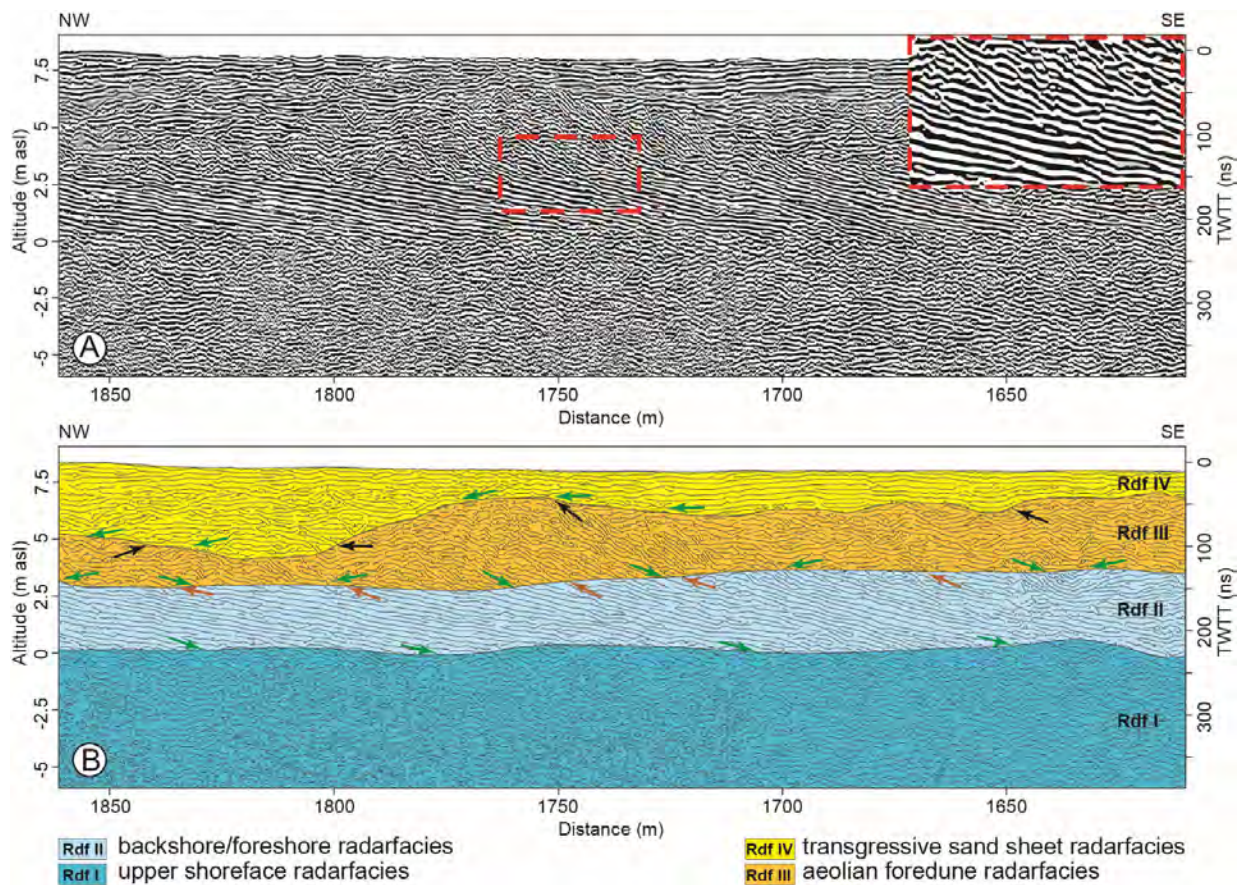 NW SE
7.5
5
2.5
0
-2.5
-5
Altitude (m asl)
0
100
200
300
TWTT (ns)
A
1850 1800 1750 1700 1650
Distance (m)
NW SE
7.5
5
2.5
0
-2.5
-5
Altitude (m asl)
0
100
200
300
TWTT (ns)
Rdf IV
Rdf III
Rdf II
Rdf I
B
1850 1800 1750 1700 1650
Distance (m)
Rdf II backshore/foreshore radarfacies
Rdf I upper shoreface radarfacies
Rdf IV transgressive sand sheet radarfacies
Rdf III aeolian foredune radarfacies